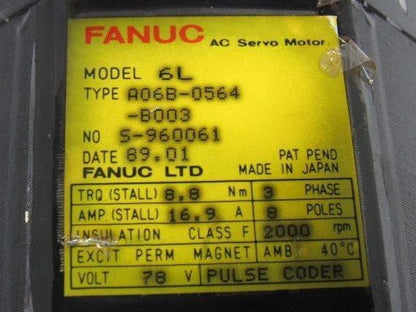 FANUC AC Servo Motor
MODEL 6L
TYPE A06B-0564
-B003
NO S-960061
DATE 89.01 PAT PEND
FANUC LTD MADE IN JAPAN
TRQ.(STALL) 8.8 Nm 3 PHASE
AMP.(STALL) 16.9 A 8 POLES
INSULATION CLASS F 2000 rpm
EXCIT PERM MAGNET AMB 40°C
VOLT 78 V PULSE CODER